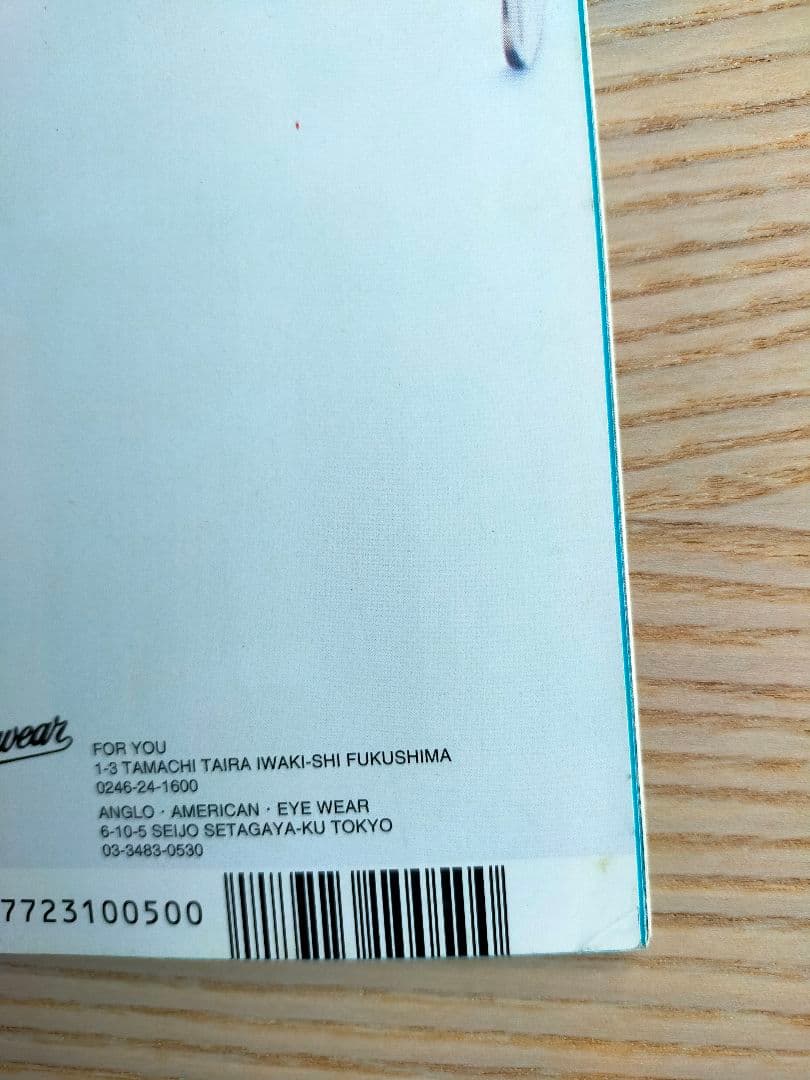 wear
FOR YOU
1-3 TAMACHI TAIRA IWAKI-SHI FUKUSHIMA
0246-24-1600
ANGLO · AMERICAN · EYE WEAR
6-10-5 SEIJO SETAGAYA-KU TOKYO
03-3483-0530
7723100500